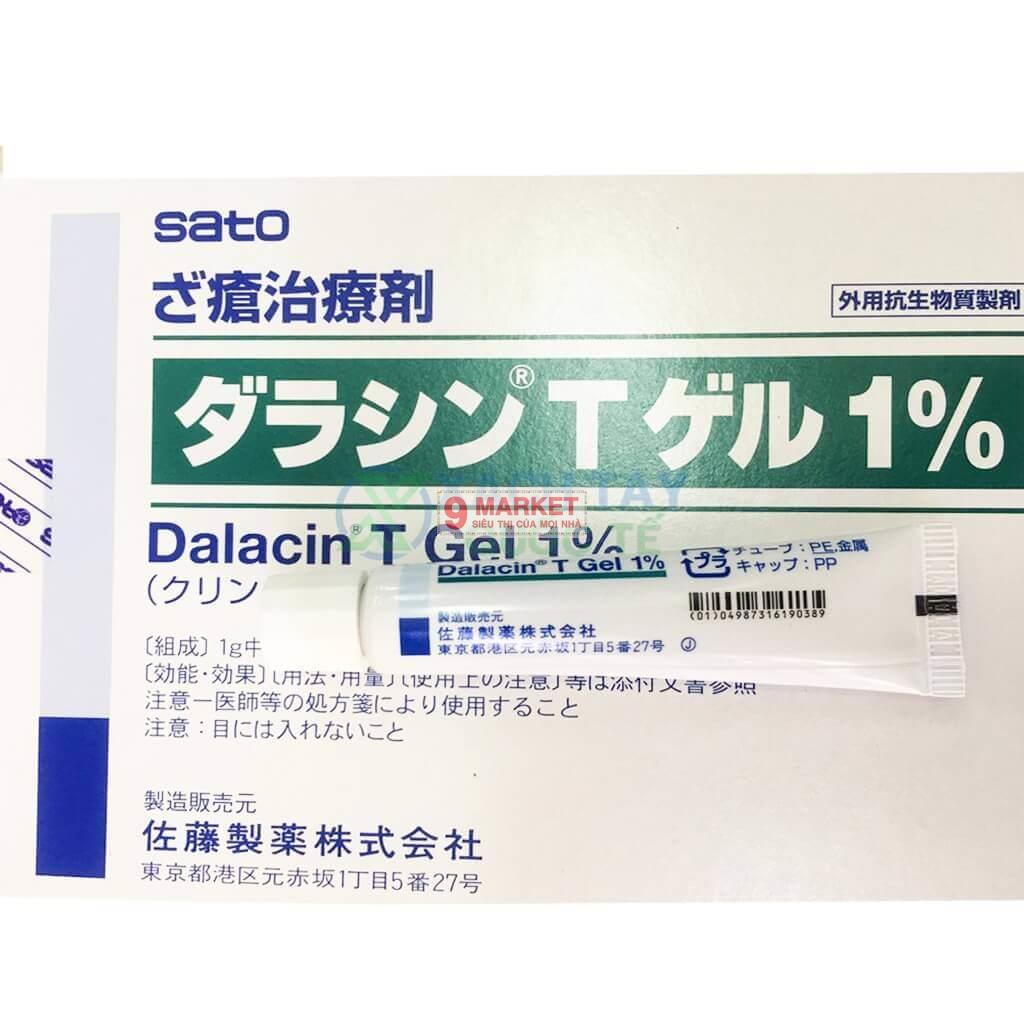 sato
ざ瘡治療剤
外用抗生物質製剤
ダラシン®Tゲル1%
9 MARKET
SIÊU THỊ CỦA MỌI NHÀ
Dalacin® T Gel 1%
(クリン
Dalacin® T Gel 1%
プラ
チューブ:PE,金属
キャップ:PP
(01)04987316190389
製造販売元
佐藤製薬株式会社
東京都港区元赤坂1丁目5番27号 Ⓙ
〔組成〕1g中
〔効能・効果〕〔用法・用量〕〔使用上の注意〕等は添付文書参照
注意―医師等の処方箋により使用すること
注意:目には入れないこと
製造販売元
佐藤製薬株式会社
東京都港区元赤坂1丁目5番27号